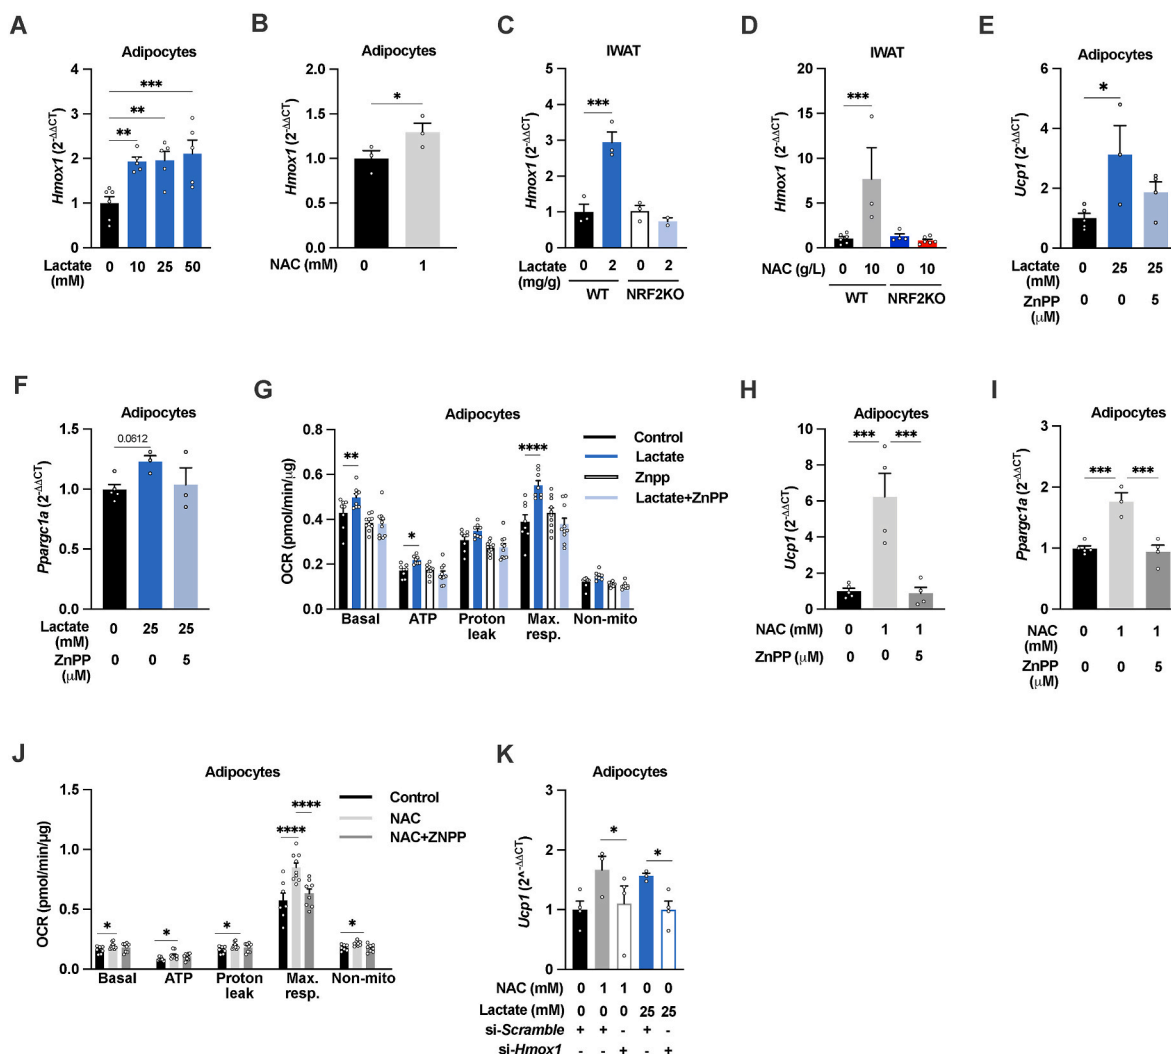 A
Adipocytes
Hmox1 (2-ΔΔCT)
4
3
2
1
0
***
**
**
Lactate (mM)
0 10 25 50
B
Adipocytes
Hmox1 (2-ΔΔCT)
2.0
1.5
1.0
0.5
0.0
*
NAC (mM)
0 1
C
IWAT
Hmox1 (2-ΔΔCT)
5
4
3
2
1
0
***
Lactate (mg/g)
0 2 0 2
WT NRF2KO
D
IWAT
Hmox1 (2-ΔΔCT)
20
15
10
5
0
***
NAC (g/L)
0 10 0 10
WT NRF2KO
E
Adipocytes
Ucp1 (2-ΔΔCT)
6
4
2
0
*
Lactate (mM)
0 25 25
ZnPP (μM)
0 0 5
F
Adipocytes
Ppargc1a (2-ΔΔCT)
1.5
1.0
0.5
0.0
0.0612
Lactate (mM)
0 25 25
ZnPP (μM)
0 0 5
G
Adipocytes
OCR (pmol/min/µg)
0.8
0.6
0.4
0.2
0.0
**
*
****
Control
Lactate
Znpp
Lactate+ZnPP
Basal ATP Proton leak Max. resp. Non-mito
H
Adipocytes
Ucp1 (2-ΔΔCT)
10
8
6
4
2
0
*** ***
NAC (mM) 0 1 1
ZnPP (μM) 0 0 5
I
Adipocytes
Ppargc1a (2-ΔΔCT)
3
2
1
0
*** ***
NAC (mM)
0 1 1
ZnPP (μM)
0 0 5
J
Adipocytes
OCR (pmol/min/µg)
1.5
1.0
0.5
0.0
*
*
*
****
****
*
Control
NAC
NAC+ZNPP
Basal ATP Proton leak Max. resp. Non-mito
K
Adipocytes
Ucp1 (2^-ΔΔCT)
3
2
1
0
*
*
NAC (mM) 0 1 1 0 0
Lactate (mM) 0 0 0 25 25
si-Scramble + + - + -
si-Hmox1 - - + - +